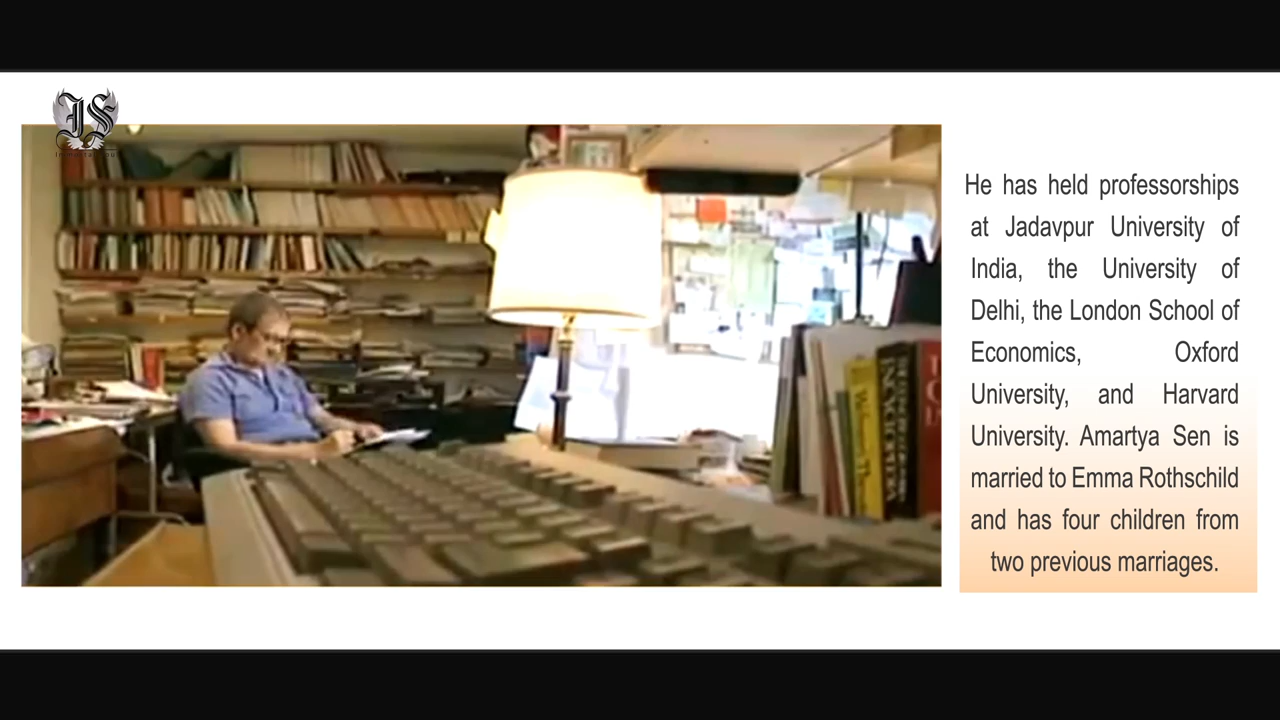 JS
He has held professorships
at Jadavpur University of
India, the University of
Delhi, the London School of
Economics, Oxford
University, and Harvard
University. Amartya Sen is
married to Emma Rothschild
and has four children from
two previous marriages.